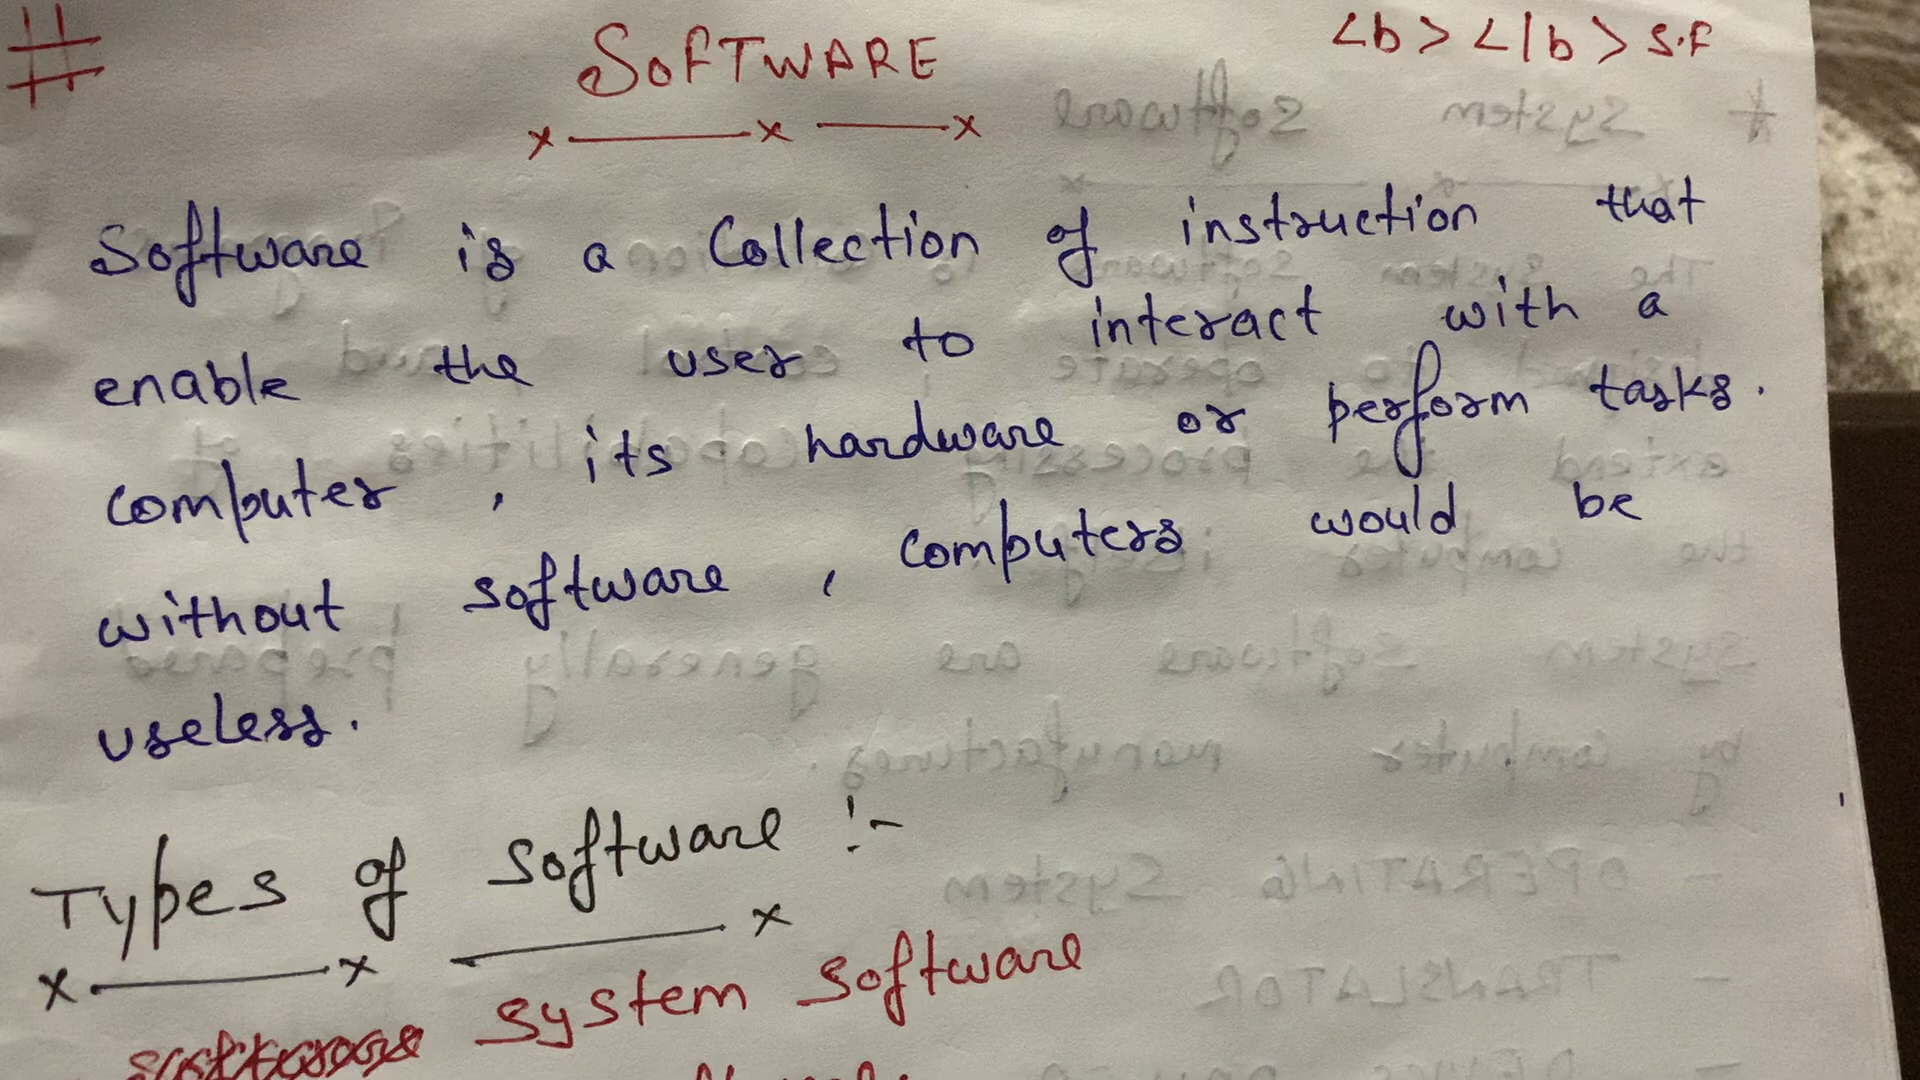 # SOFTWARE <b> </b> S.F
Software is a Collection of instruction that
enable the user to interact with a
computer, its hardware or perform tasks.
without software, computers would be
useless.
Types of software :-
System Software